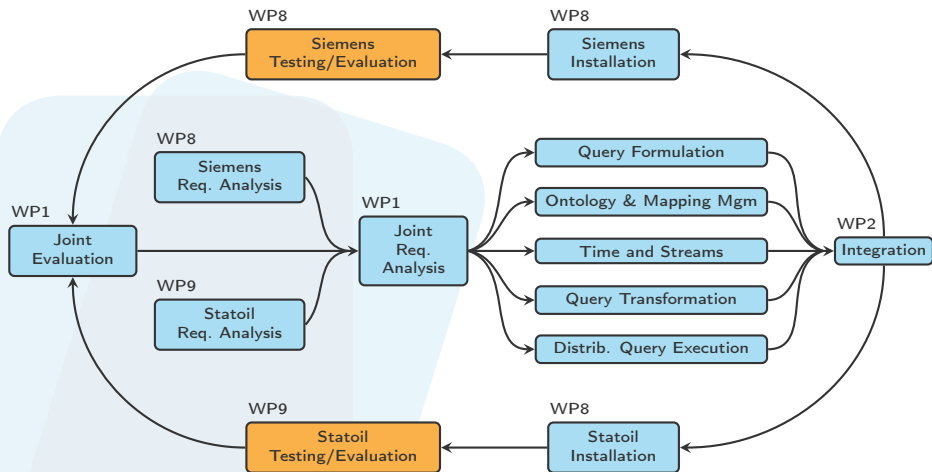 WP8
Siemens
Testing/Evaluation
WP8
Siemens
Installation
WP8
Siemens
Req. Analysis
WP1
Joint
Evaluation
WP9
Statoil
Req. Analysis
WP1
Joint
Req.
Analysis
Query Formulation
Ontology & Mapping Mgm
Time and Streams
Query Transformation
Distrib. Query Execution
WP2
Integration
WP9
Statoil
Testing/Evaluation
WP8
Statoil
Installation